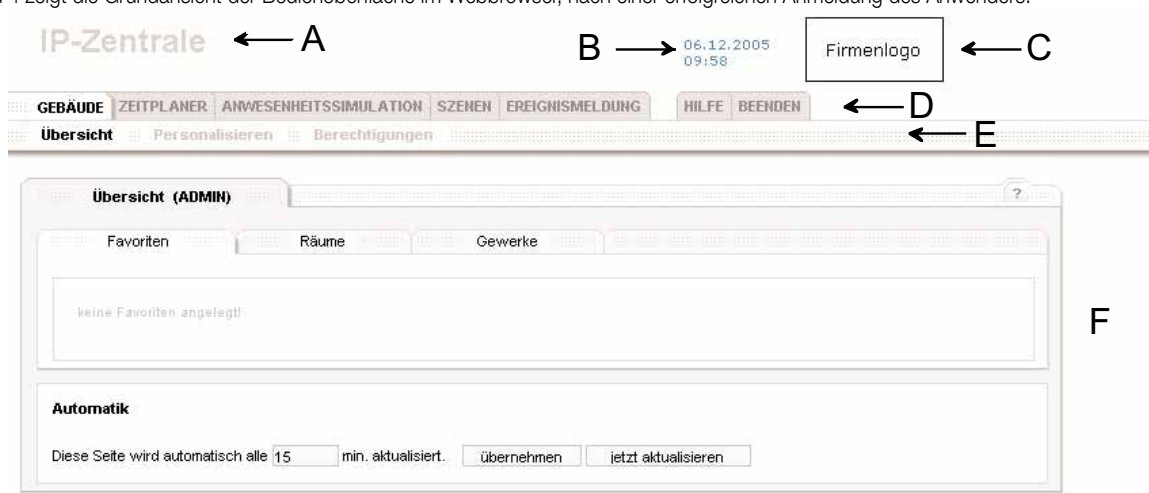 zeigt die Grundansicht der Bedienoberfläche im Webbrowser, nach einer erfolgreichen Anmeldung des Anwenders.
IP-Zentrale A B 06.12.2005 09:58 Firmenlogo C
GEBÄUDE ZEITPLANER ANWESENHEITSSIMULATION SZENEN EREIGNISMELDUNG HILFE BEENDEN D
Übersicht Personalisieren Berechtigungen E
Übersicht (ADMIN) ?
Favoriten Räume Gewerke
keine Favoriten angelegt!
F
Automatik
Diese Seite wird automatisch alle 15 min. aktualisiert. übernehmen jetzt aktualisieren